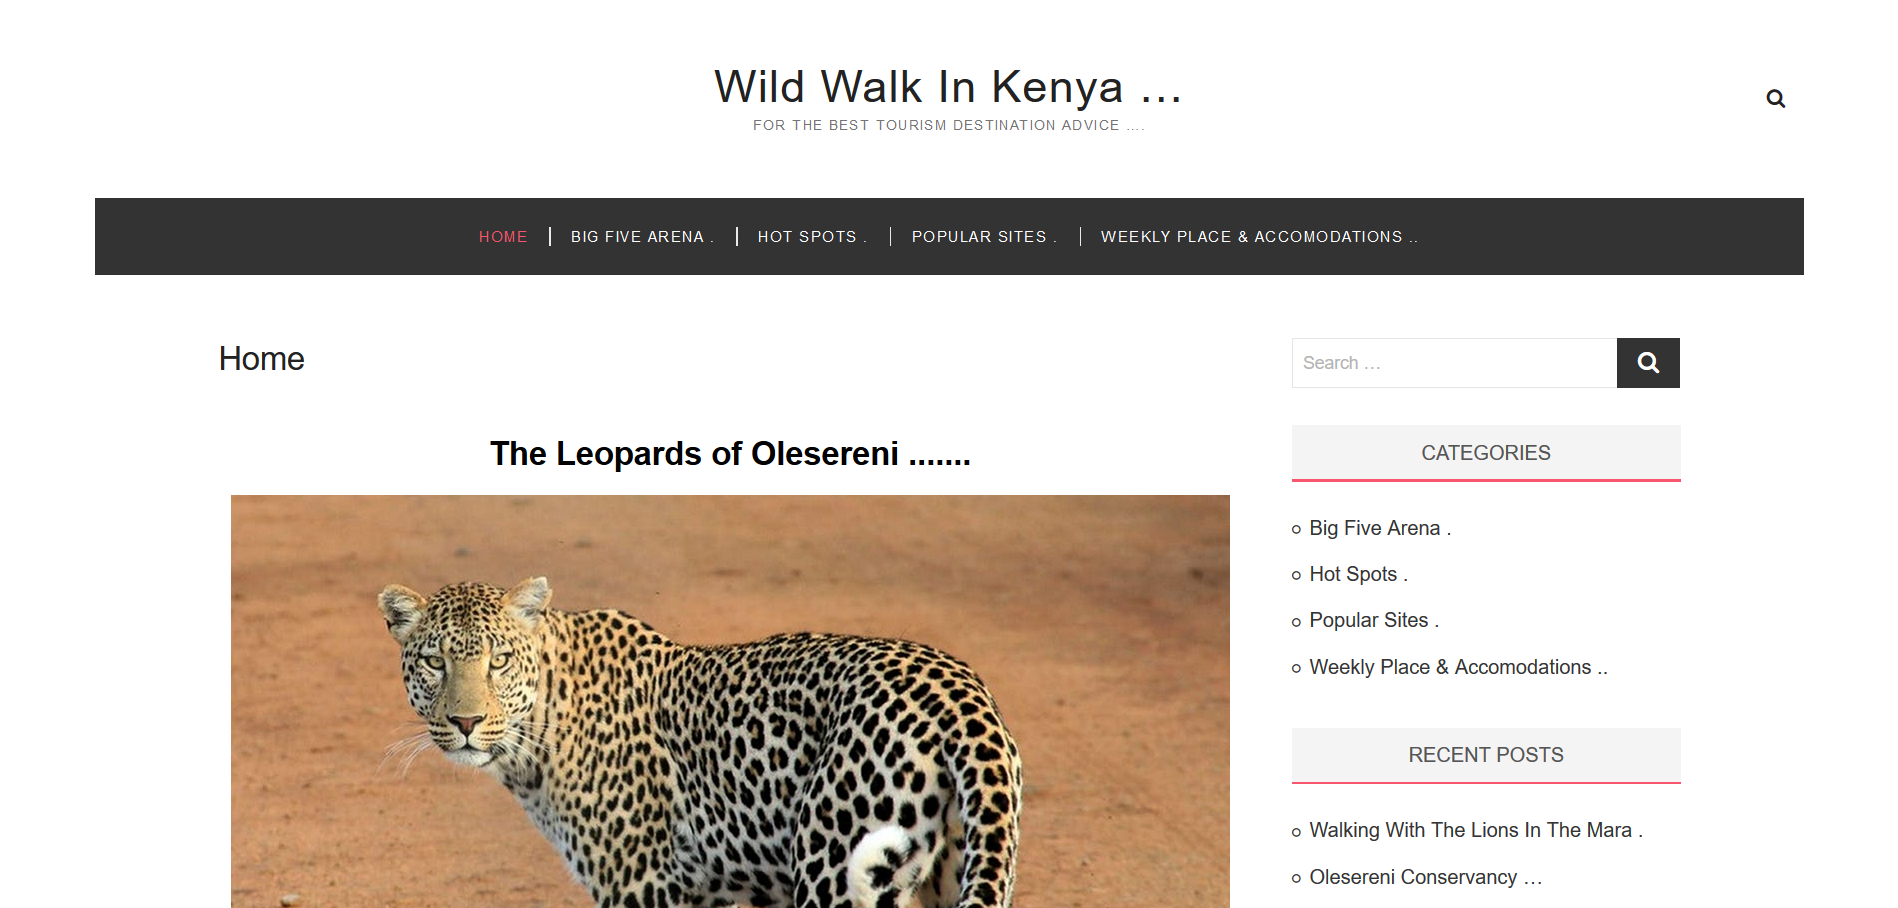 Wild Walk In Kenya …
FOR THE BEST TOURISM DESTINATION ADVICE ….
HOME
BIG FIVE ARENA .
HOT SPOTS .
POPULAR SITES .
WEEKLY PLACE & ACCOMODATIONS ..
Home
The Leopards of Olesereni .......
Search …
CATEGORIES
Big Five Arena .
Hot Spots .
Popular Sites .
Weekly Place & Accomodations ..
RECENT POSTS
Walking With The Lions In The Mara .
Olesereni Conservancy …